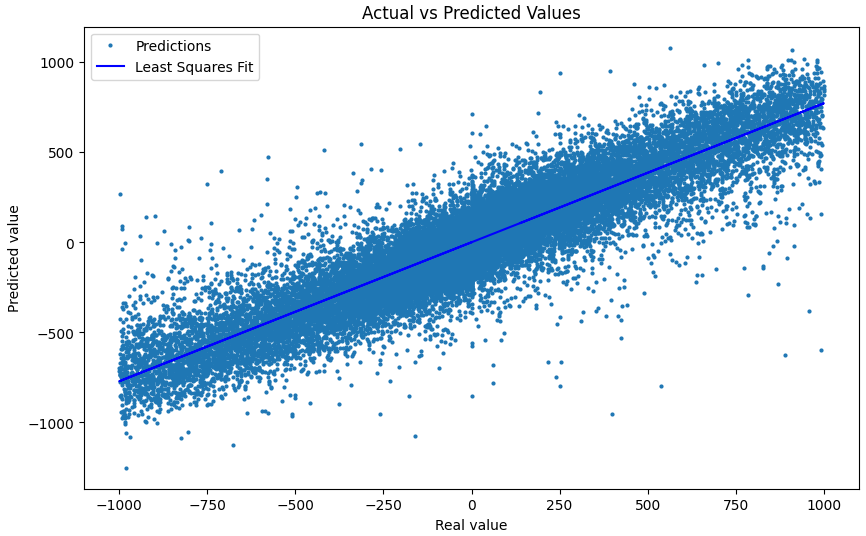 Actual vs Predicted Values
Predictions
Least Squares Fit
1000
500
0
−500
−1000
Predicted value
−1000
−750
−500
−250
0
250
500
750
1000
Real value